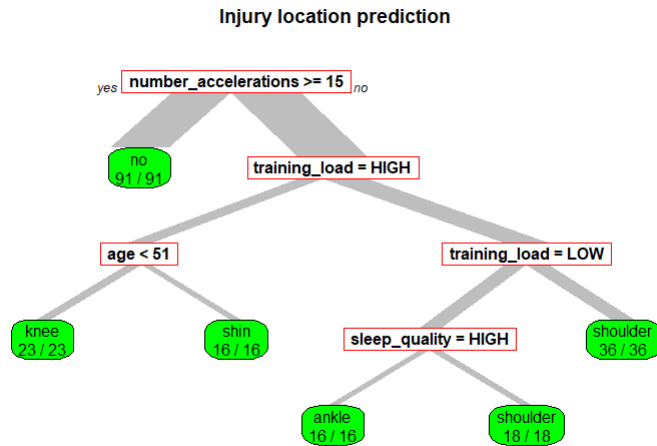 Injury location prediction
yes number_accelerations >= 15 no
no
91 / 91
training_load = HIGH
age < 51
training_load = LOW
knee
23 / 23
shin
16 / 16
sleep_quality = HIGH
shoulder
36 / 36
ankle
16 / 16
shoulder
18 / 18